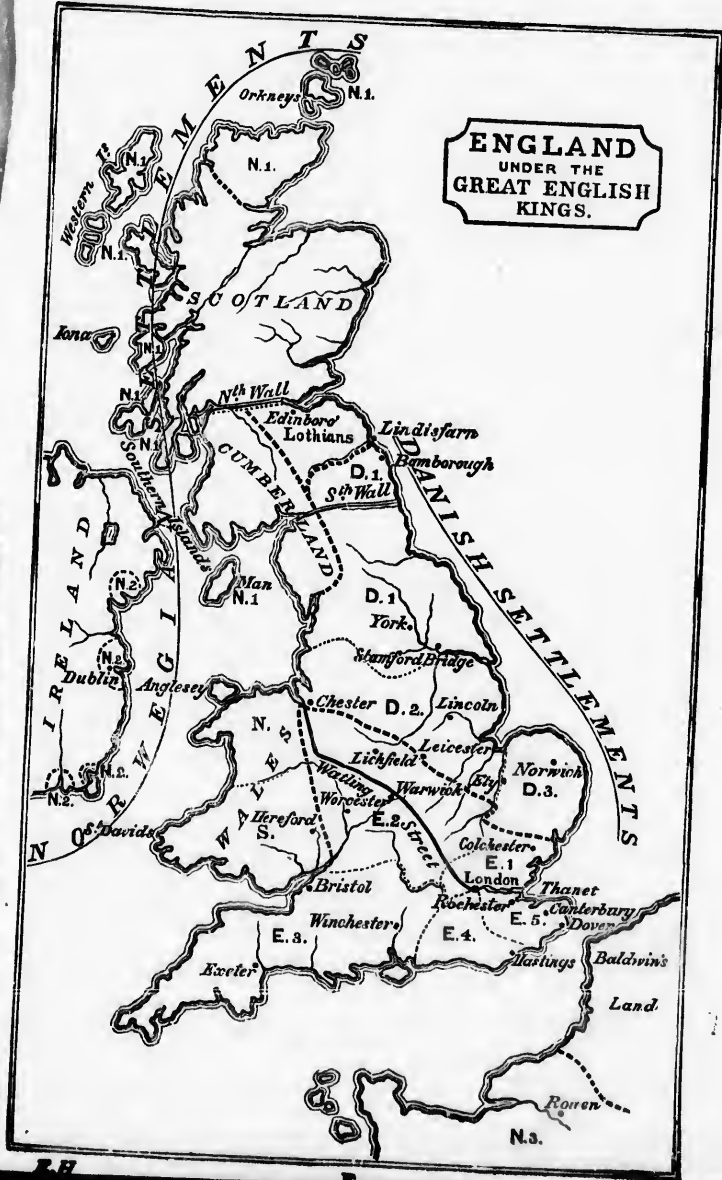 ENGLAND
UNDER THE
GREAT ENGLISH
KINGS.
NORWEGIAN SETTLEMENTS
Orkneys
N.1.
N.1.
Western Is
N.1
N.1.
SCOTLAND
Iona
N.1
N.1
N.1
Nth Wall
Edinboro'
Lothians
Lindisfarn
Bamborough
DANISH SETTLEMENTS
D.1.
Sth Wall
CUMBERLAND
Southern Islands
IRELAND
Man
N.1
N.2.
D.1
York
N.2.
Dublin
Stamford Bridge
Anglesey
Chester
D.2.
Lincoln
N.
WALES
Lichfield
Leicester
Norwich
D.3.
Ely
Watling Street
Warwick
Worcester
E.2.
N.2.
N.2.
Hereford
S.
St. Davids
Colchester
E.1
London
Thanet
Bristol
Rochester
Canterbury
E.5.
Dover
Winchester
E.3.
E.4.
Hastings
Baldwin's
Land.
Exeter
Rouen
N.3.
R.H